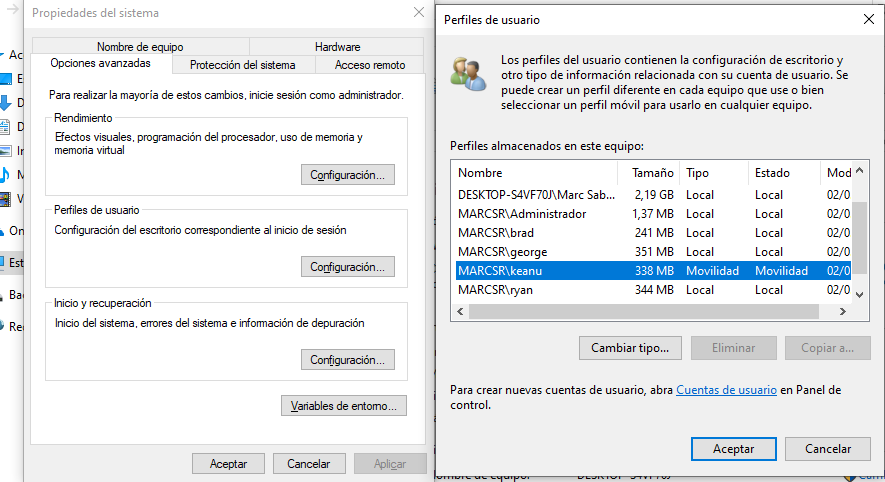 Propiedades del sistema
Nombre de equipo
Hardware
Opciones avanzadas
Protección del sistema
Acceso remoto
Para realizar la mayoría de estos cambios, inicie sesión como administrador.
Rendimiento
Efectos visuales, programación del procesador, uso de memoria y
memoria virtual
Configuración...
Perfiles de usuario
Configuración del escritorio correspondiente al inicio de sesión
Configuración...
Inicio y recuperación
Inicio del sistema, errores del sistema e información de depuración
Configuración...
Variables de entorno...
Aceptar
Cancelar
Aplicar
Perfiles de usuario
Los perfiles del usuario contienen la configuración de escritorio y
otro tipo de información relacionada con su cuenta de usuario. Se
puede crear un perfil diferente en cada equipo que use o bien
seleccionar un perfil móvil para usarlo en cualquier equipo.
Perfiles almacenados en este equipo:
Nombre Tamaño Tipo Estado Mod
DESKTOP-S4VF70J\Marc Sab... 2,19 GB Local Local 02/0
MARCSR\Administrador 1,37 MB Local Local 02/0
MARCSR\brad 241 MB Local Local 02/0
MARCSR\george 351 MB Local Local 02/0
MARCSR\keanu 338 MB Movilidad Movilidad 02/0
MARCSR\ryan 344 MB Local Local 02/0
Cambiar tipo...
Eliminar
Copiar a...
Para crear nuevas cuentas de usuario, abra Cuentas de usuario en Panel de
control.
Aceptar
Cancelar